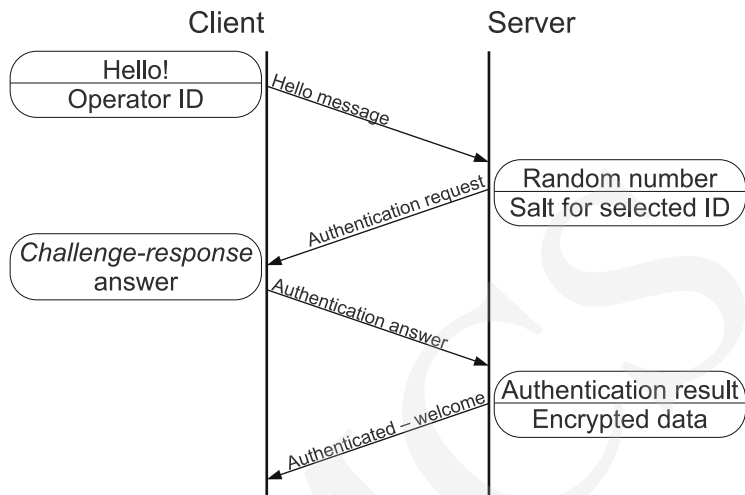 Client
Server
Hello!
Operator ID
Hello message
Random number
Salt for selected ID
Authentication request
Challenge-response
answer
Authentication answer
Authentication result
Encrypted data
Authenticated – welcome